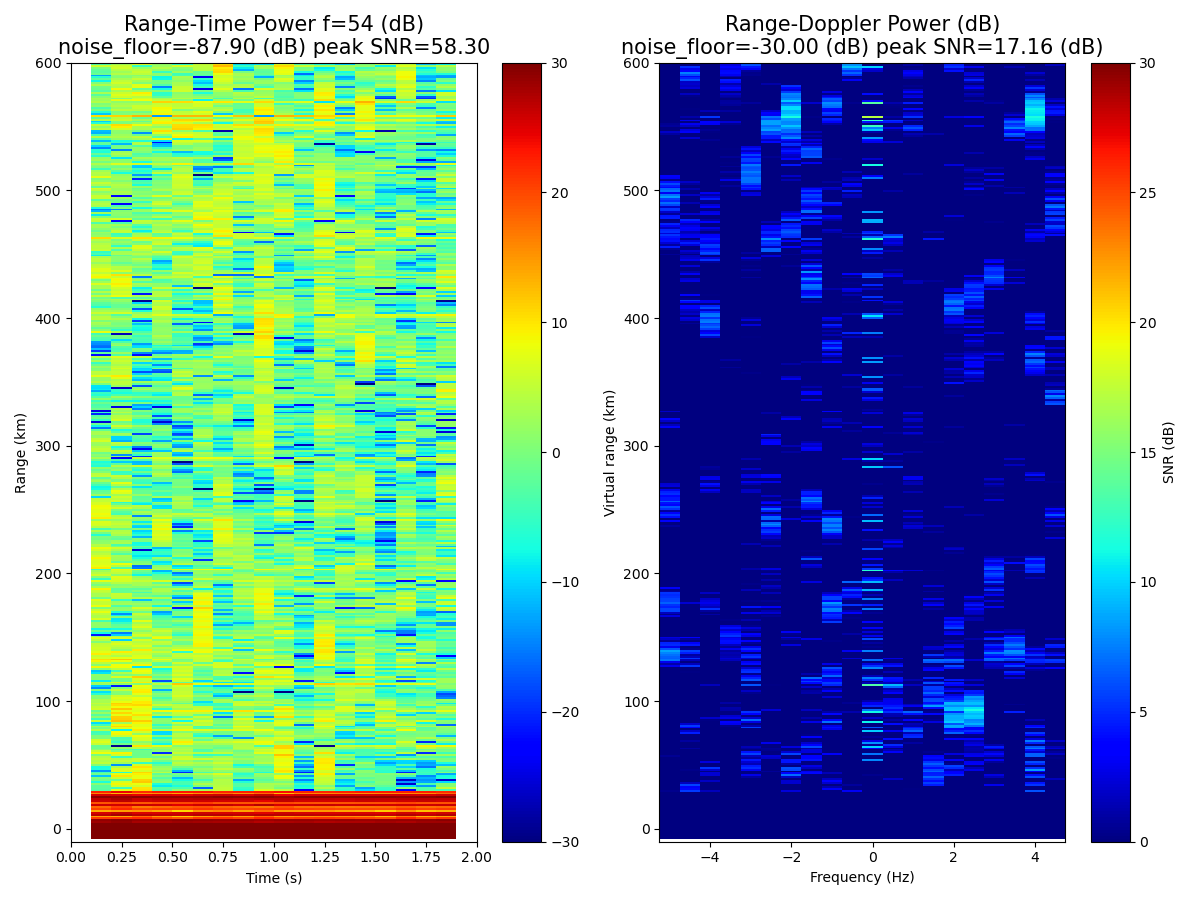 Range-Time Power f=54 (dB)
noise_floor=-87.90 (dB) peak SNR=58.30
Range (km)
600
500
400
300
200
100
0
0.00 0.25 0.50 0.75 1.00 1.25 1.50 1.75 2.00
Time (s)
30
20
10
0
−10
−20
−30
Range-Doppler Power (dB)
noise_floor=-30.00 (dB) peak SNR=17.16 (dB)
Virtual range (km)
600
500
400
300
200
100
0
−4 −2 0 2 4
Frequency (Hz)
30
25
20
15
10
5
0
SNR (dB)